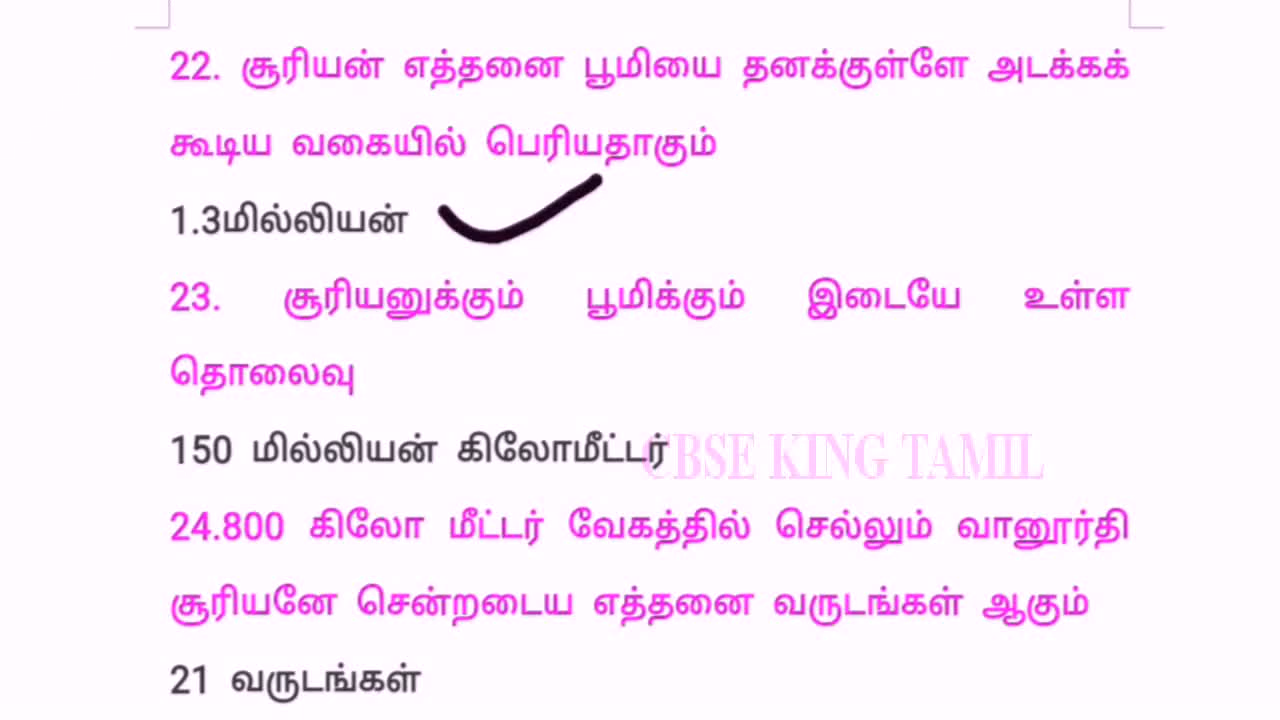 22. சூரியன் எத்தனை பூமியை தனக்குள்ளே அடக்கக்
கூடிய வகையில் பெரியதாகும்
1.3மில்லியன்
23. சூரியனுக்கும் பூமிக்கும் இடையே உள்ள
தொலைவு
150 மில்லியன் கிலோமீட்டர்
CBSE KING TAMIL
24.800 கிலோ மீட்டர் வேகத்தில் செல்லும் வானூர்தி
சூரியனே சென்றடைய எத்தனை வருடங்கள் ஆகும்
21 வருடங்கள்